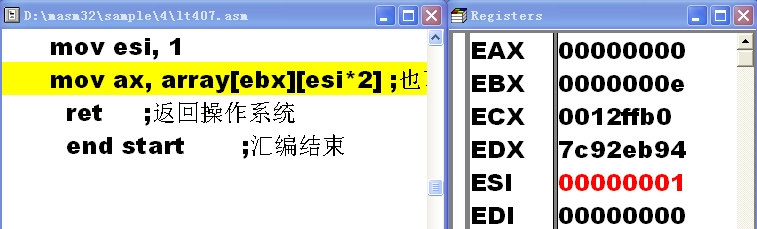 D:\masm32\sample\4\lt407.asm
mov esi, 1
mov ax, array[ebx][esi*2] ;也
ret ;返回操作系统
end start ;汇编结束
Registers
EAX 00000000
EBX 0000000e
ECX 0012ffb0
EDX 7c92eb94
ESI 00000001
EDI 00000000